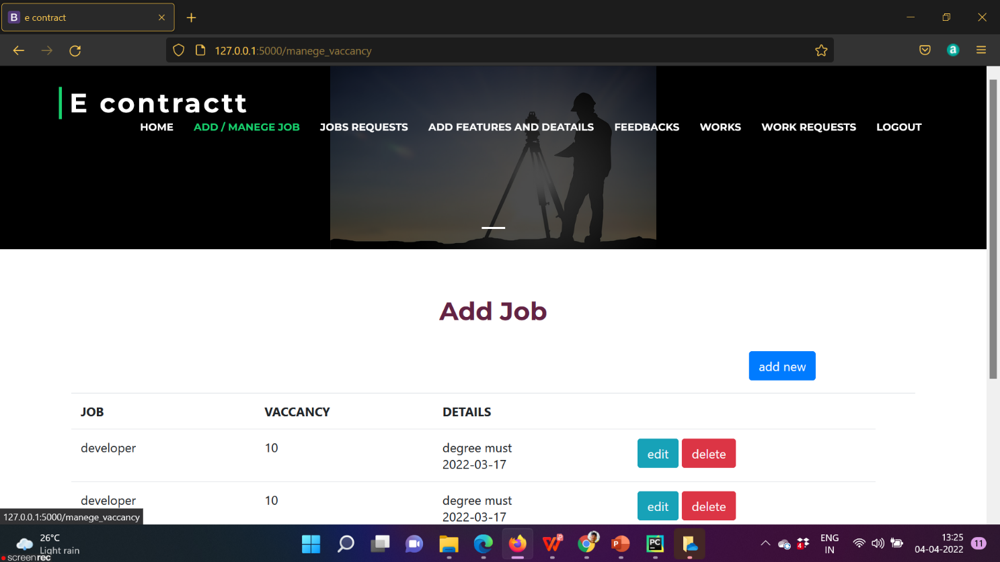 B e contract
127.0.0.1:5000/manege_vaccancy
a
E contractt
HOME ADD / MANEGE JOB JOBS REQUESTS ADD FEATURES AND DEATAILS FEEDBACKS WORKS WORK REQUESTS LOGOUT
Add Job
add new
JOB VACCANCY DETAILS
developer 10 degree must edit delete
2022-03-17
developer 10 degree must edit delete
2022-03-17
127.0.0.1:5000/manege_vaccancy
26°C
Light rain
screenrec
PC
P
4
ENG
IN
13:25
04-04-2022
11